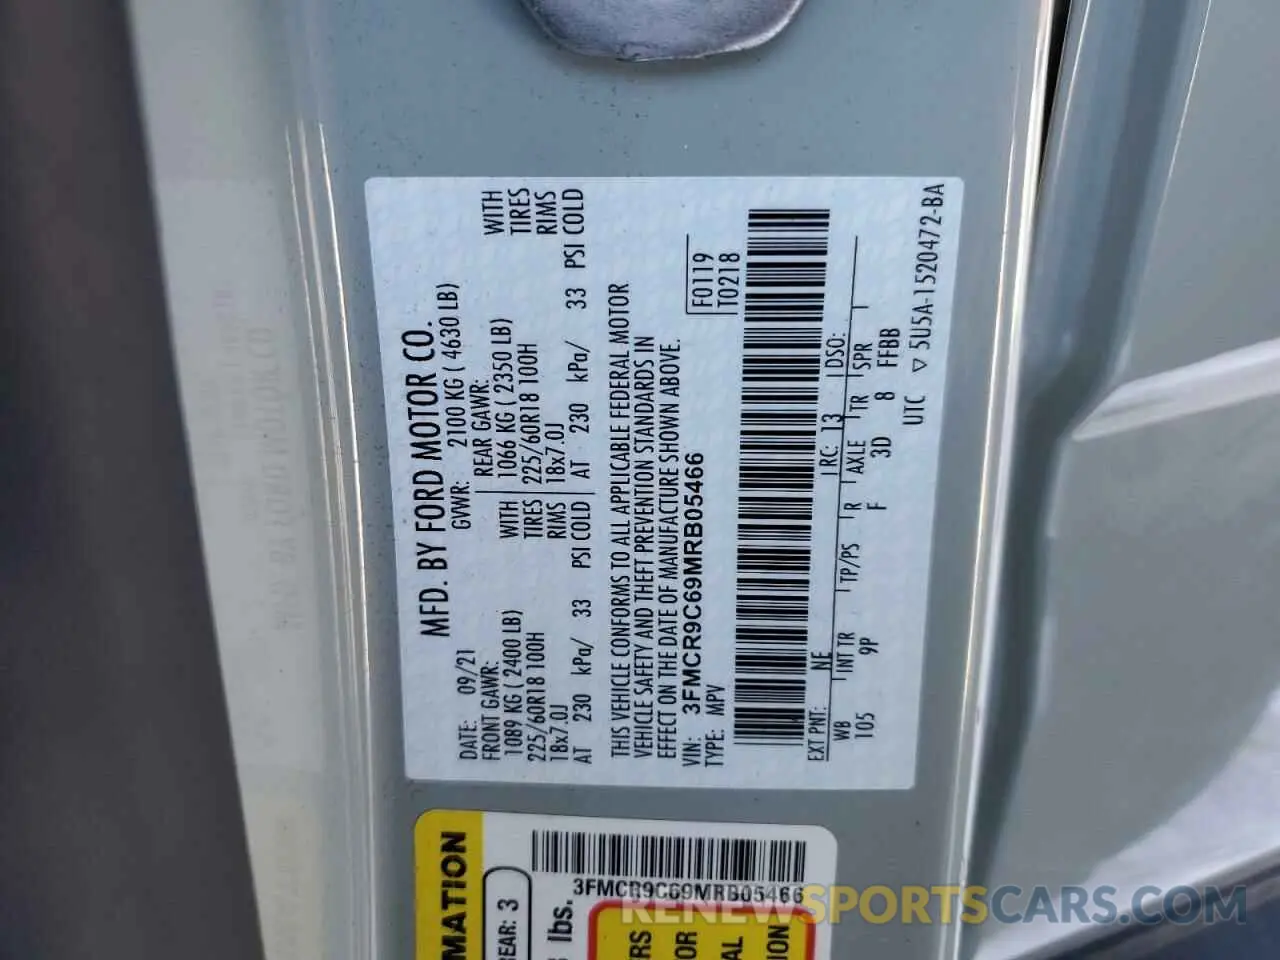 MFD. BY FORD MOTOR CO.
DATE: 09/21 GVWR: 2100 KG ( 4630 LB)
FRONT GAWR: REAR GAWR:
1089 KG ( 2400 LB) WITH 1066 KG ( 2350 LB) WITH
225/60R18 100H TIRES 225/60R18 100H TIRES
18x7.0J RIMS 18x7.0J RIMS
AT 230 kPa/ 33 PSI COLD AT 230 kPa/ 33 PSI COLD
THIS VEHICLE CONFORMS TO ALL APPLICABLE FEDERAL MOTOR
VEHICLE SAFETY AND THEFT PREVENTION STANDARDS IN
EFFECT ON THE DATE OF MANUFACTURE SHOWN ABOVE.
VIN: 3FMCR9C69MRB05466 F0119
TYPE: MPV T0218
EXT PNT: NE RC: 13 DSO:
WB INT TR TP/PS R AXLE TR SPR
105 9P F 3D 8 FFBB
UTC ▽ 5U5A-1520472-BA
MATION
REAR: 3
lbs.
3FMCR9C69MRB05466
ERS
OR
AL
ION
RENEWSPORTSCARS.COM